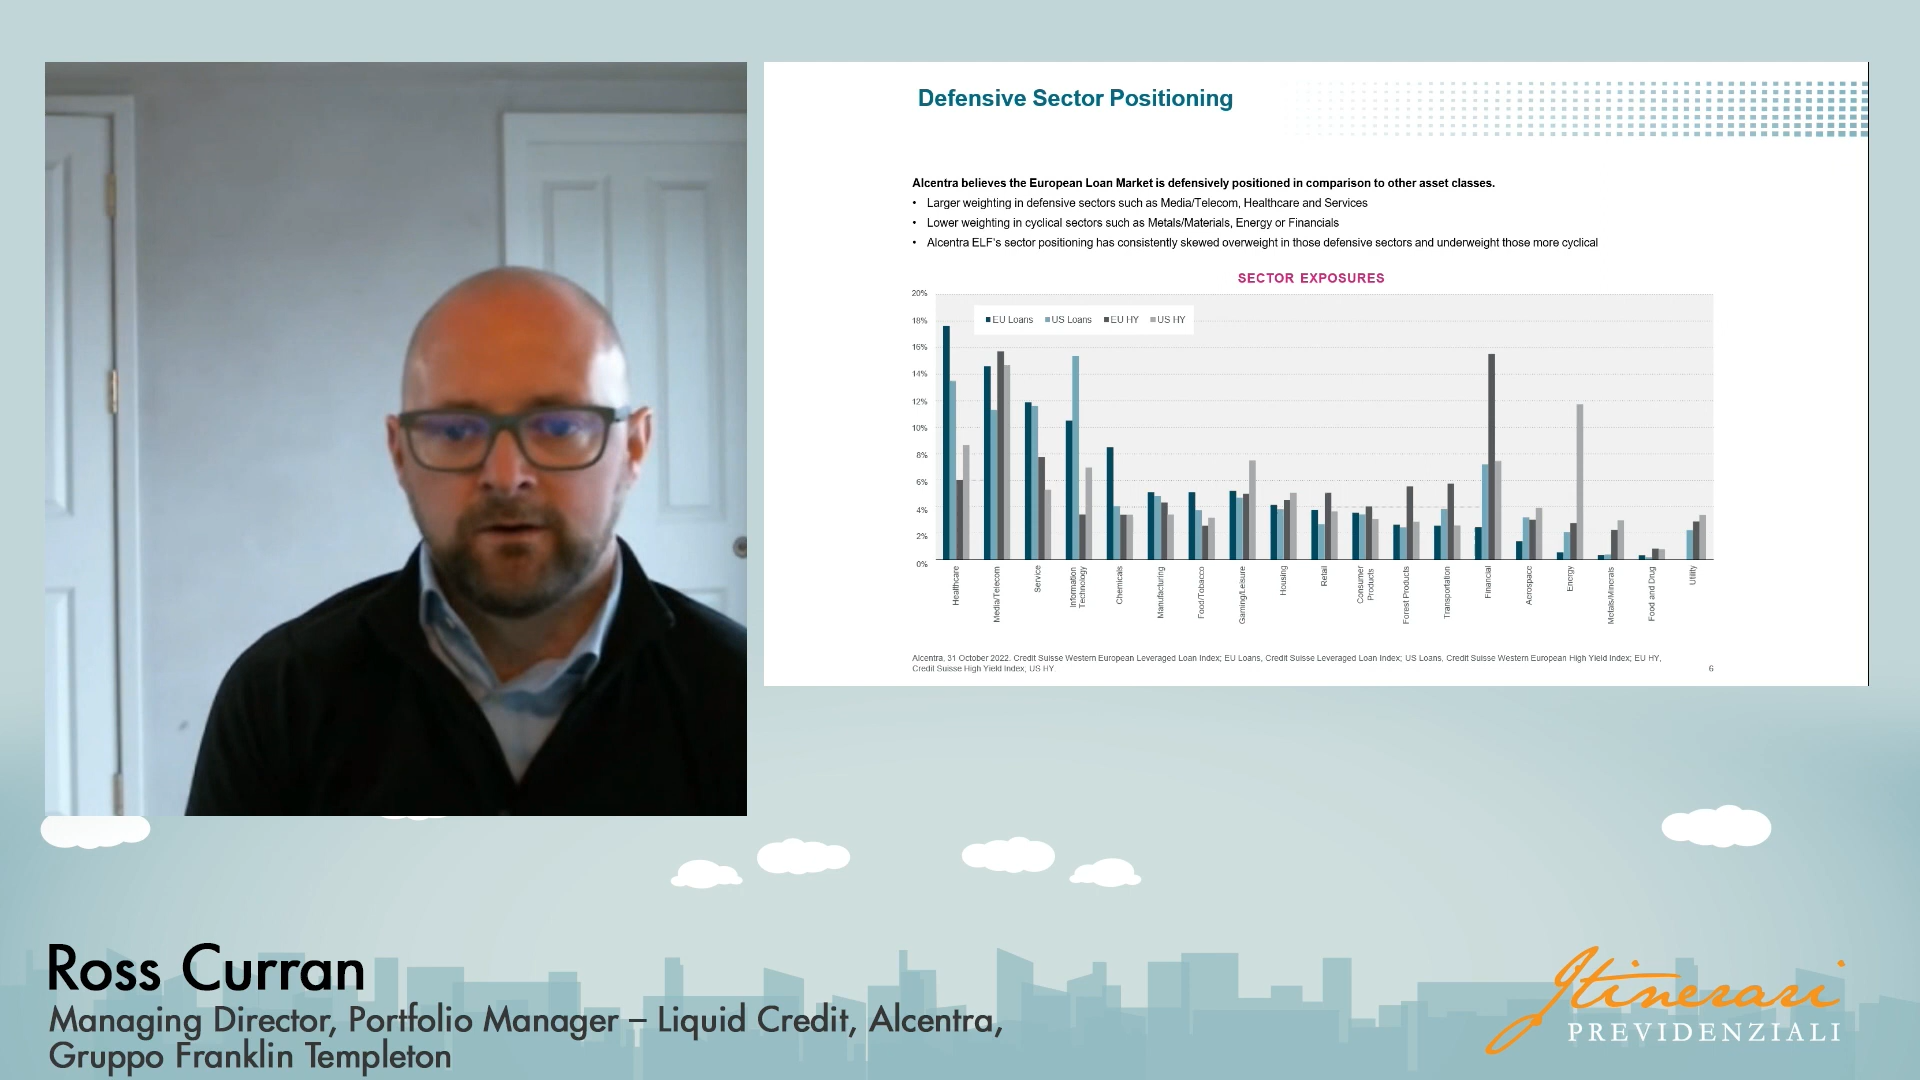 Defensive Sector Positioning
Alcentra believes the European Loan Market is defensively positioned in comparison to other asset classes.
• Larger weighting in defensive sectors such as Media/Telecom, Healthcare and Services
• Lower weighting in cyclical sectors such as Metals/Materials, Energy or Financials
• Alcentra ELF's sector positioning has consistently skewed overweight in those defensive sectors and underweight those more cyclical
SECTOR EXPOSURES
EU Loans US Loans EU HY US HY
20%
18%
16%
14%
12%
10%
8%
6%
4%
2%
0%
Healthcare
Media/Telecom
Service
Information
Technology
Chemicals
Manufacturing
Food/Tobacco
Gaming/Leisure
Housing
Retail
Consumer
Products
Forest Products
Transportation
Financial
Aerospace
Energy
Metals/Minerals
Food and Drug
Utility
Alcentra, 31 October 2022. Credit Suisse Western European Leveraged Loan Index; EU Loans, Credit Suisse Leveraged Loan Index; US Loans, Credit Suisse Western European High Yield Index; EU HY,
Credit Suisse High Yield Index; US HY
6
Ross Curran
Managing Director, Portfolio Manager – Liquid Credit, Alcentra,
Gruppo Franklin Templeton
Itinerari
PREVIDENZIALI